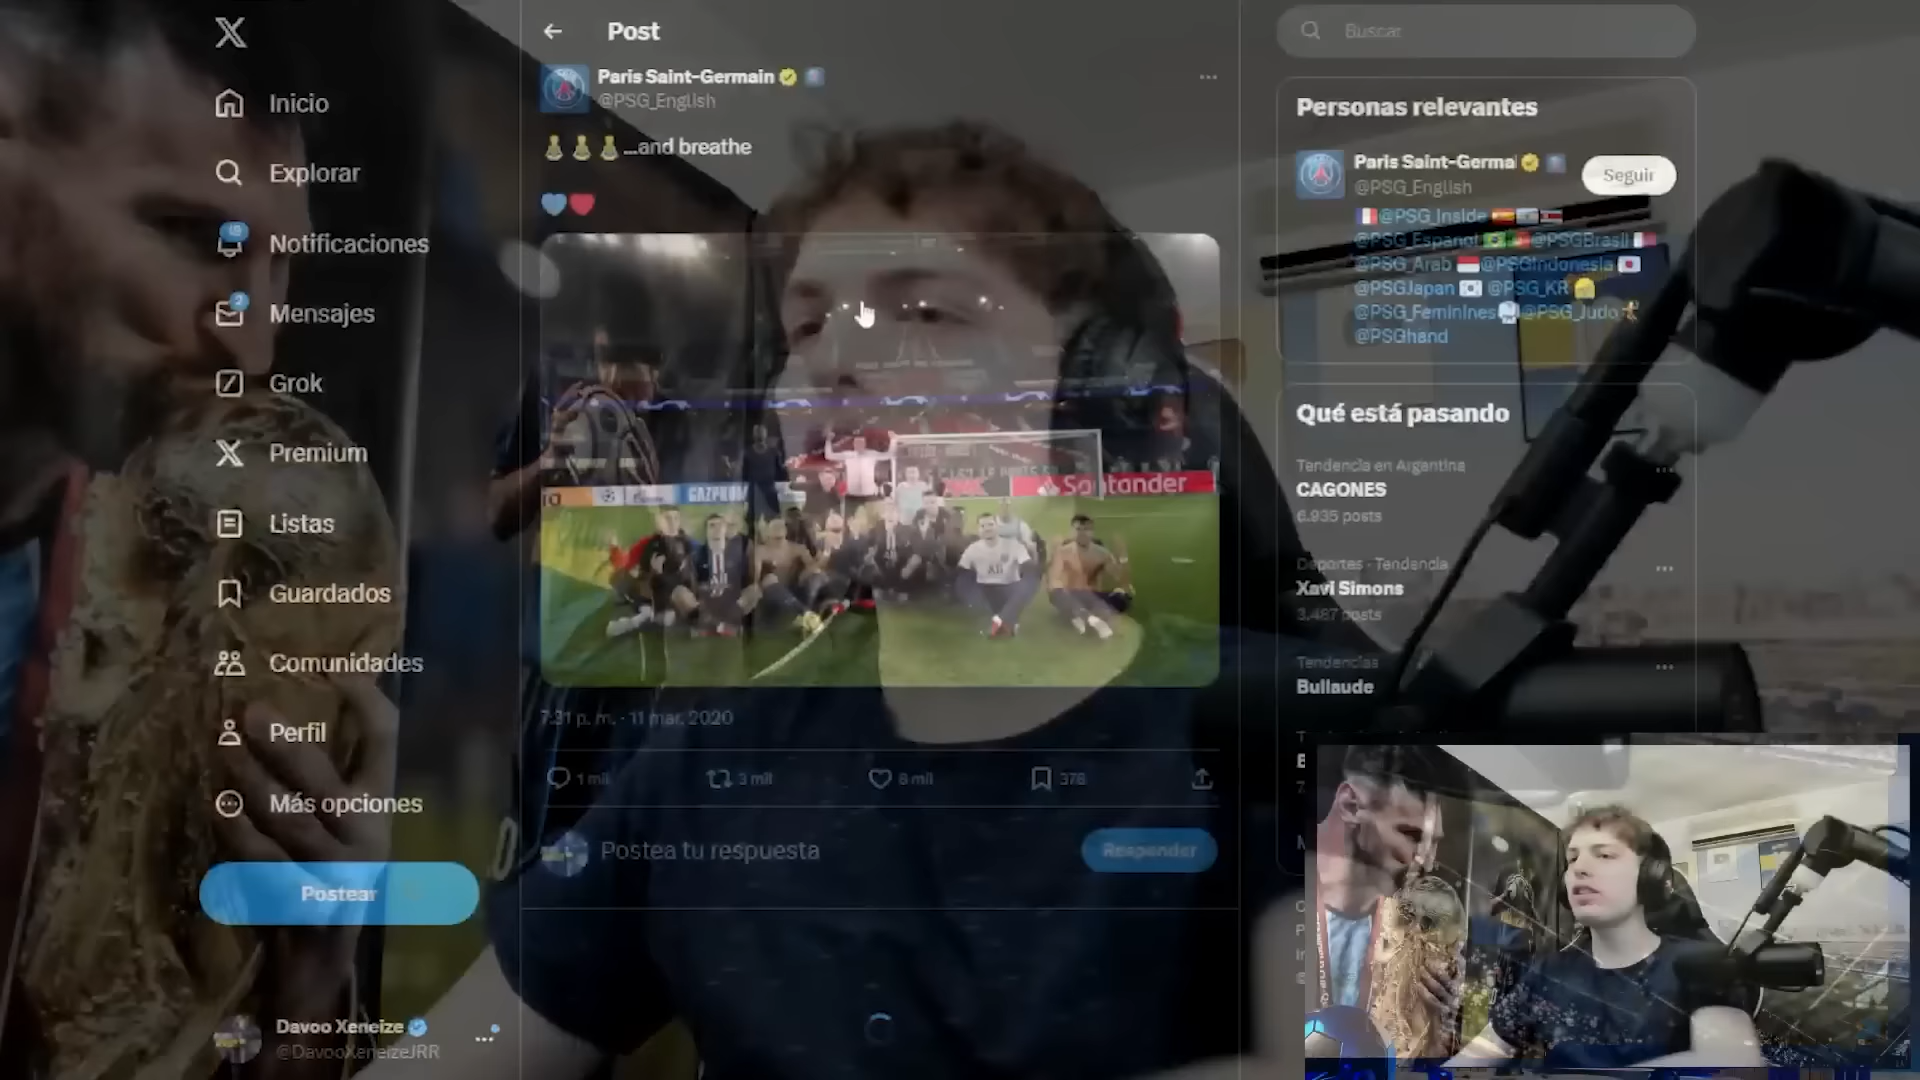 Inicio
Explorar
Notificaciones
Mensajes
Grok
Premium
Listas
Guardados
Comunidades
Perfil
Más opciones
Postear
Davoo Xeneize
@DavooXeneizeJRR
Post
Paris Saint-Germain
@PSG_English
...and breathe
GAZPROM
Santander
7:31 p. m. · 11 mar. 2020
1 mil
3 mil
8 mil
378
Postea tu respuesta
Responder
Buscar
Personas relevantes
Paris Saint-Germai
@PSG_English
Seguir
@PSG_Inside
@PSG_Espanol @PSGBrasil
@PSG_Arab @PSGIndonesia
@PSGJapan @PSG_KR
@PSG_Feminines @PSG_Judo
@PSGhand
Qué está pasando
Tendencia en Argentina
CAGONES
6.935 posts
Deportes · Tendencia
Xavi Simons
3.487 posts
Tendencias
Bullaude